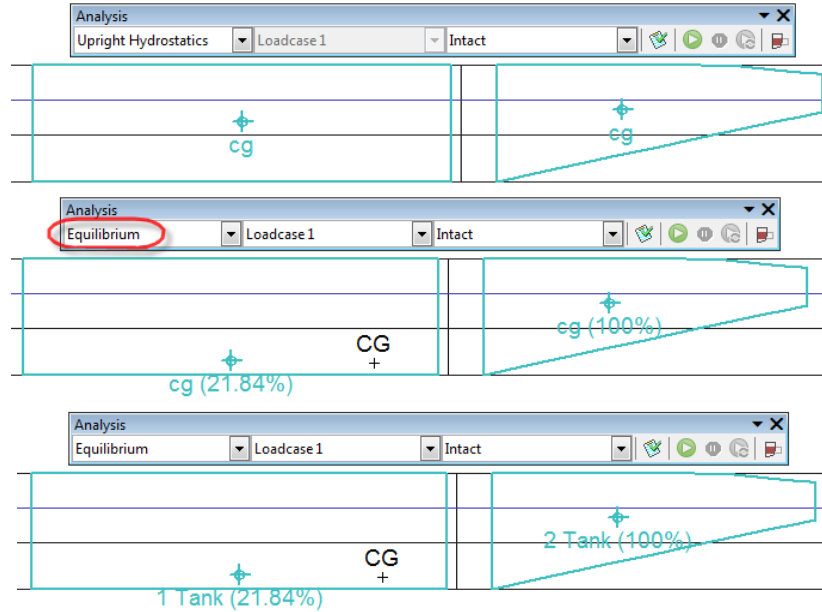 Analysis
Upright Hydrostatics Loadcase 1 Intact
cg cg
Analysis
Equilibrium Loadcase 1 Intact
cg (100%)
CG
cg (21.84%)
Analysis
Equilibrium Loadcase 1 Intact
2 Tank (100%)
CG
1 Tank (21.84%)